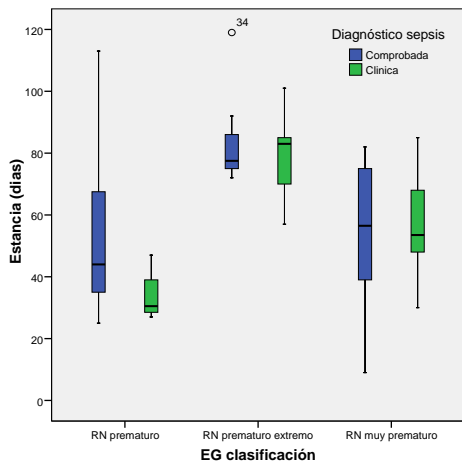 Diagnóstico sepsis
Comprobada
Clinica
34
Estancia (días)
120
100
80
60
40
20
0
RN prematuro
RN prematuro extremo
RN muy prematuro
EG clasificación